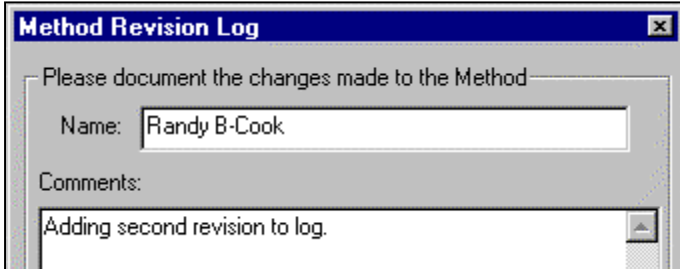 Method Revision Log
Please document the changes made to the Method
Name: Randy B-Cook
Comments:
Adding second revision to log.